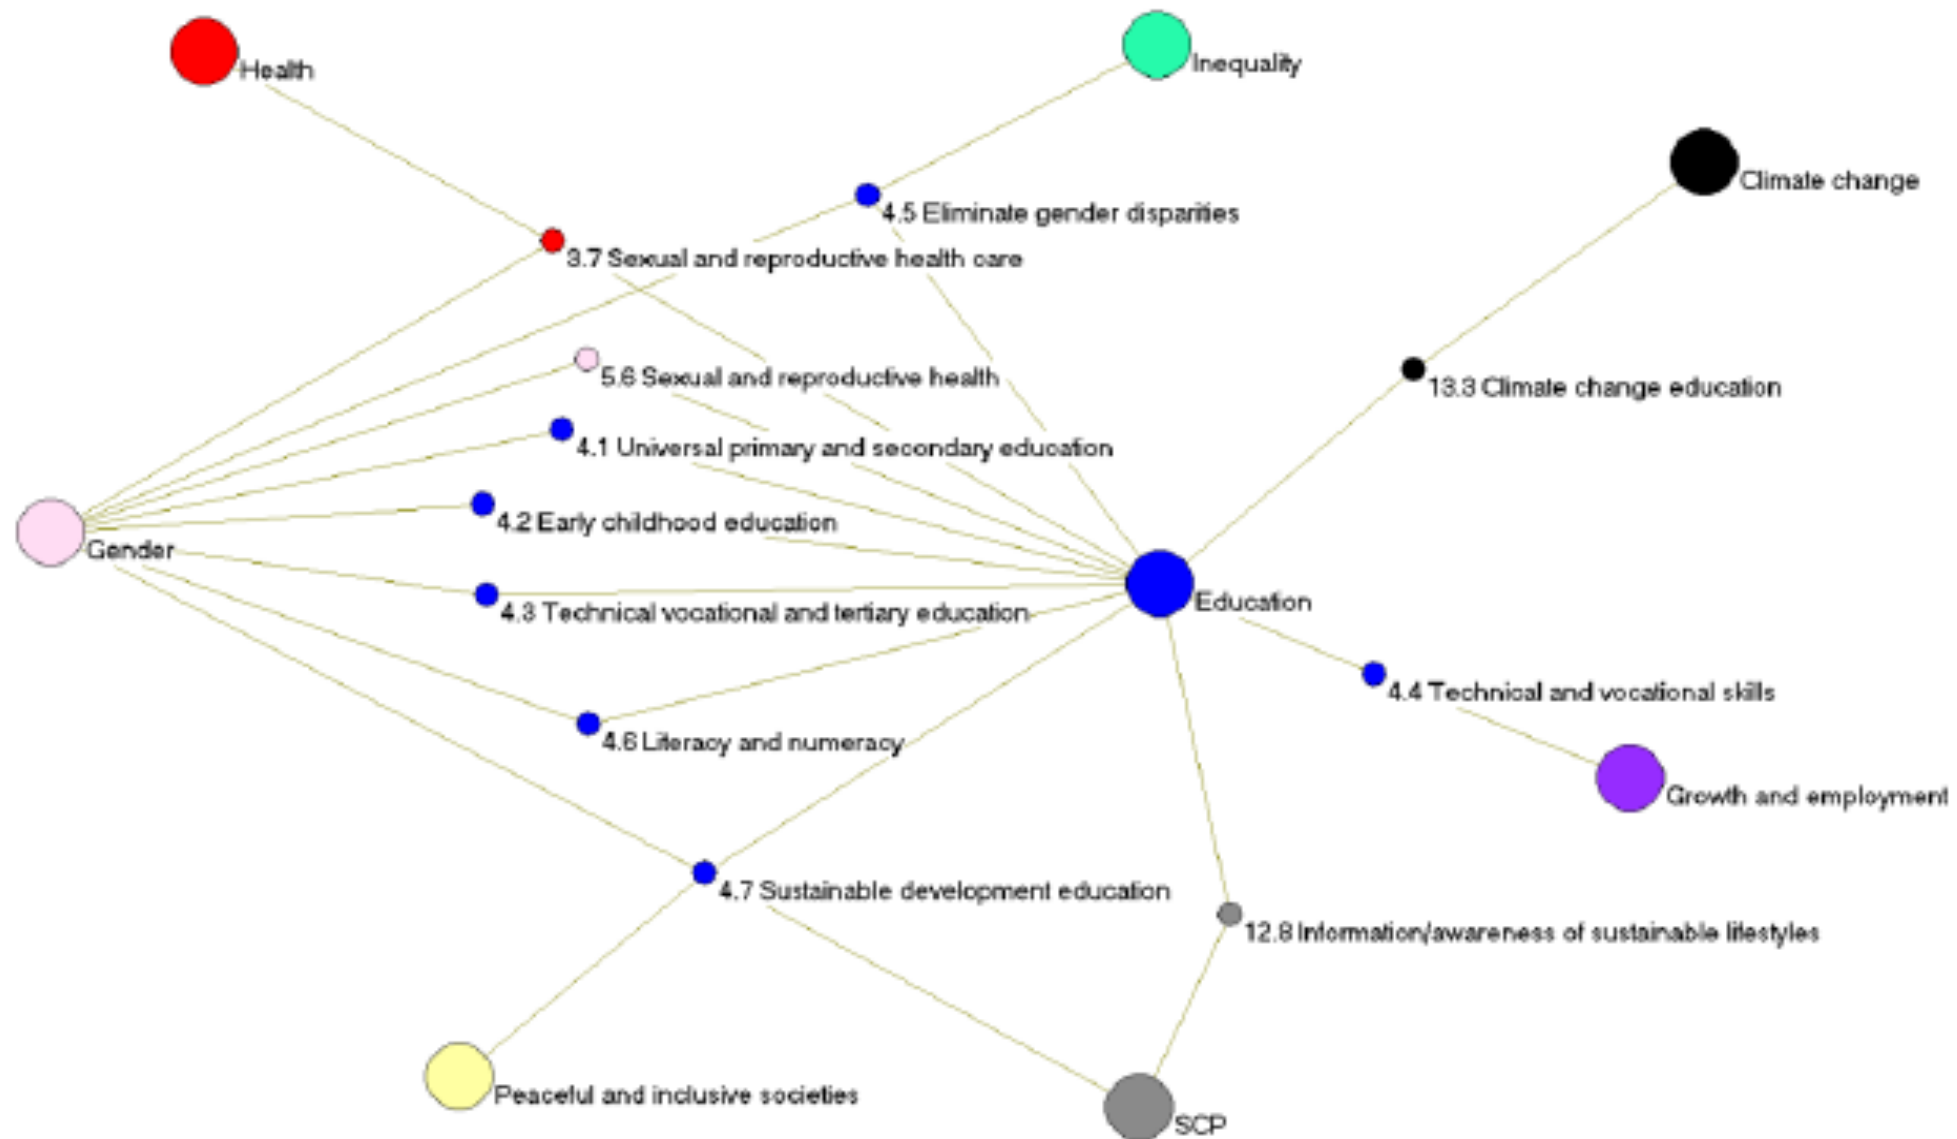 Health
Inequality
Climate change
4.5 Eliminate gender disparities
3.7 Sexual and reproductive health care
5.6 Sexual and reproductive health
13.3 Climate change education
4.1 Universal primary and secondary education
4.2 Early childhood education
Gender
Education
4.3 Technical vocational and tertiary education
4.4 Technical and vocational skills
4.6 Literacy and numeracy
Growth and employment
4.7 Sustainable development education
12.8 Information/awareness of sustainable lifestyles
Peaceful and inclusive societies
SCP